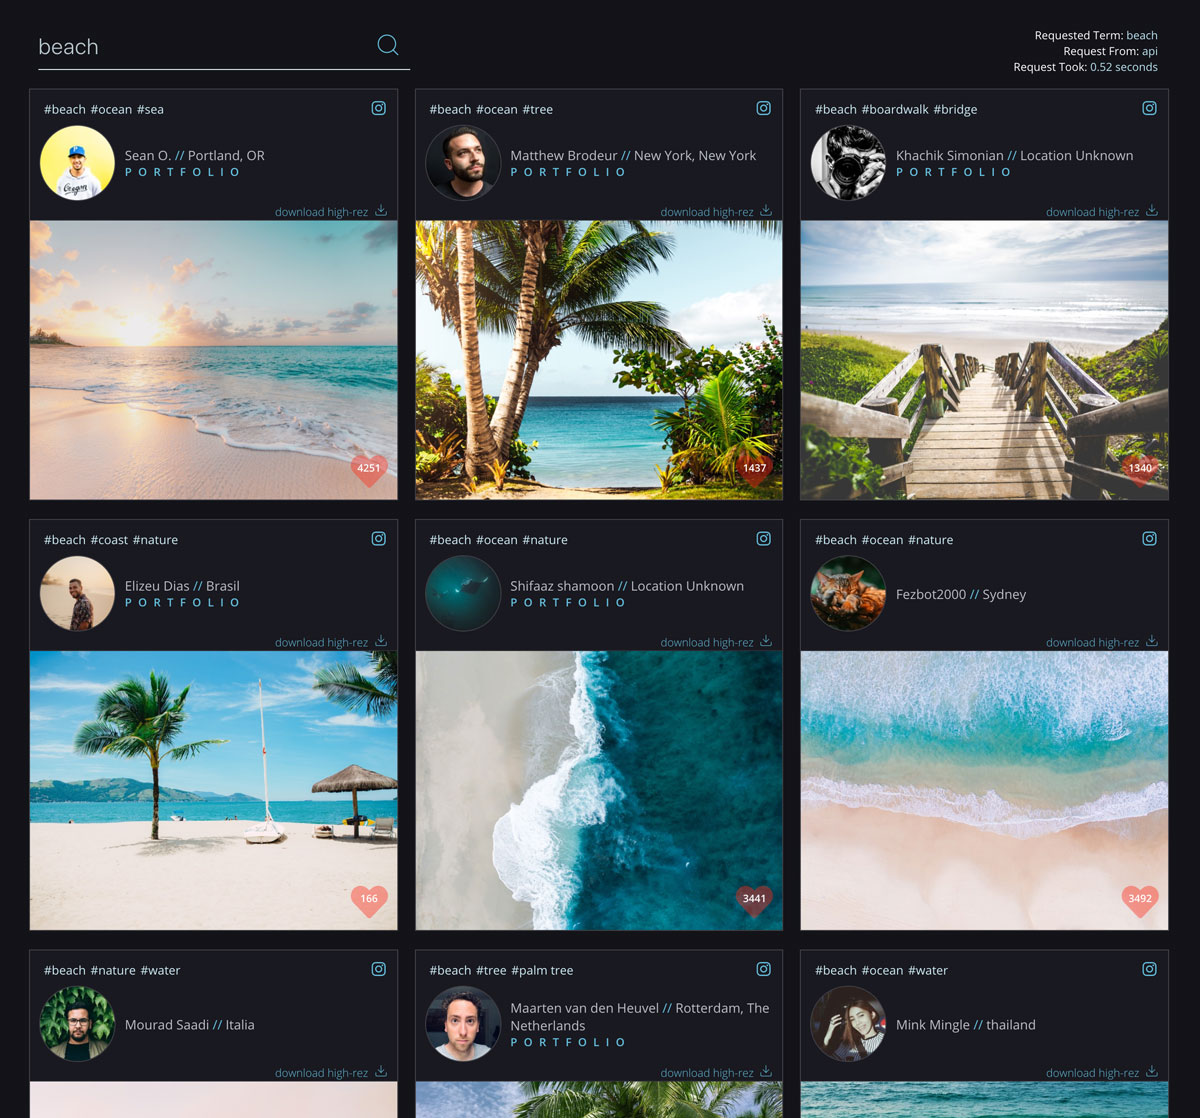 beach
Requested Term: beach
Request From: api
Request Took: 0.52 seconds
#beach #ocean #sea
Sean O. // Portland, OR
PORTFOLIO
download high-rez
4251
#beach #ocean #tree
Matthew Brodeur // New York, New York
PORTFOLIO
download high-rez
1437
#beach #boardwalk #bridge
Khachik Simonian // Location Unknown
PORTFOLIO
download high-rez
1340
#beach #coast #nature
Elizeu Dias // Brasil
PORTFOLIO
download high-rez
166
#beach #ocean #nature
Shifaaz shamoon // Location Unknown
PORTFOLIO
download high-rez
3441
#beach #ocean #nature
Fezbot2000 // Sydney
download high-rez
3492
#beach #nature #water
Mourad Saadi // Italia
download high-rez
#beach #tree #palm tree
Maarten van den Heuvel // Rotterdam, The
Netherlands
PORTFOLIO
download high-rez
#beach #ocean #water
Mink Mingle // thailand
download high-rez